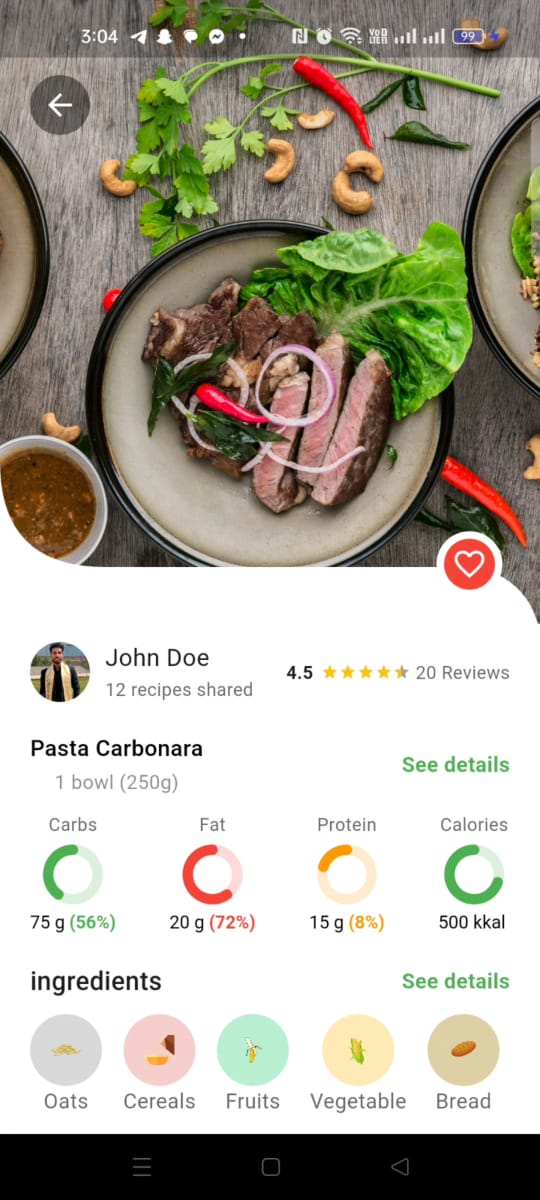 3:04
Vo)) LTE2
99
John Doe
12 recipes shared
4.5
20 Reviews
Pasta Carbonara
1 bowl (250g)
See details
Carbs Fat Protein Calories
75 g (56%) 20 g (72%) 15 g (8%) 500 kkal
ingredients
See details
Oats Cereals Fruits Vegetable Bread